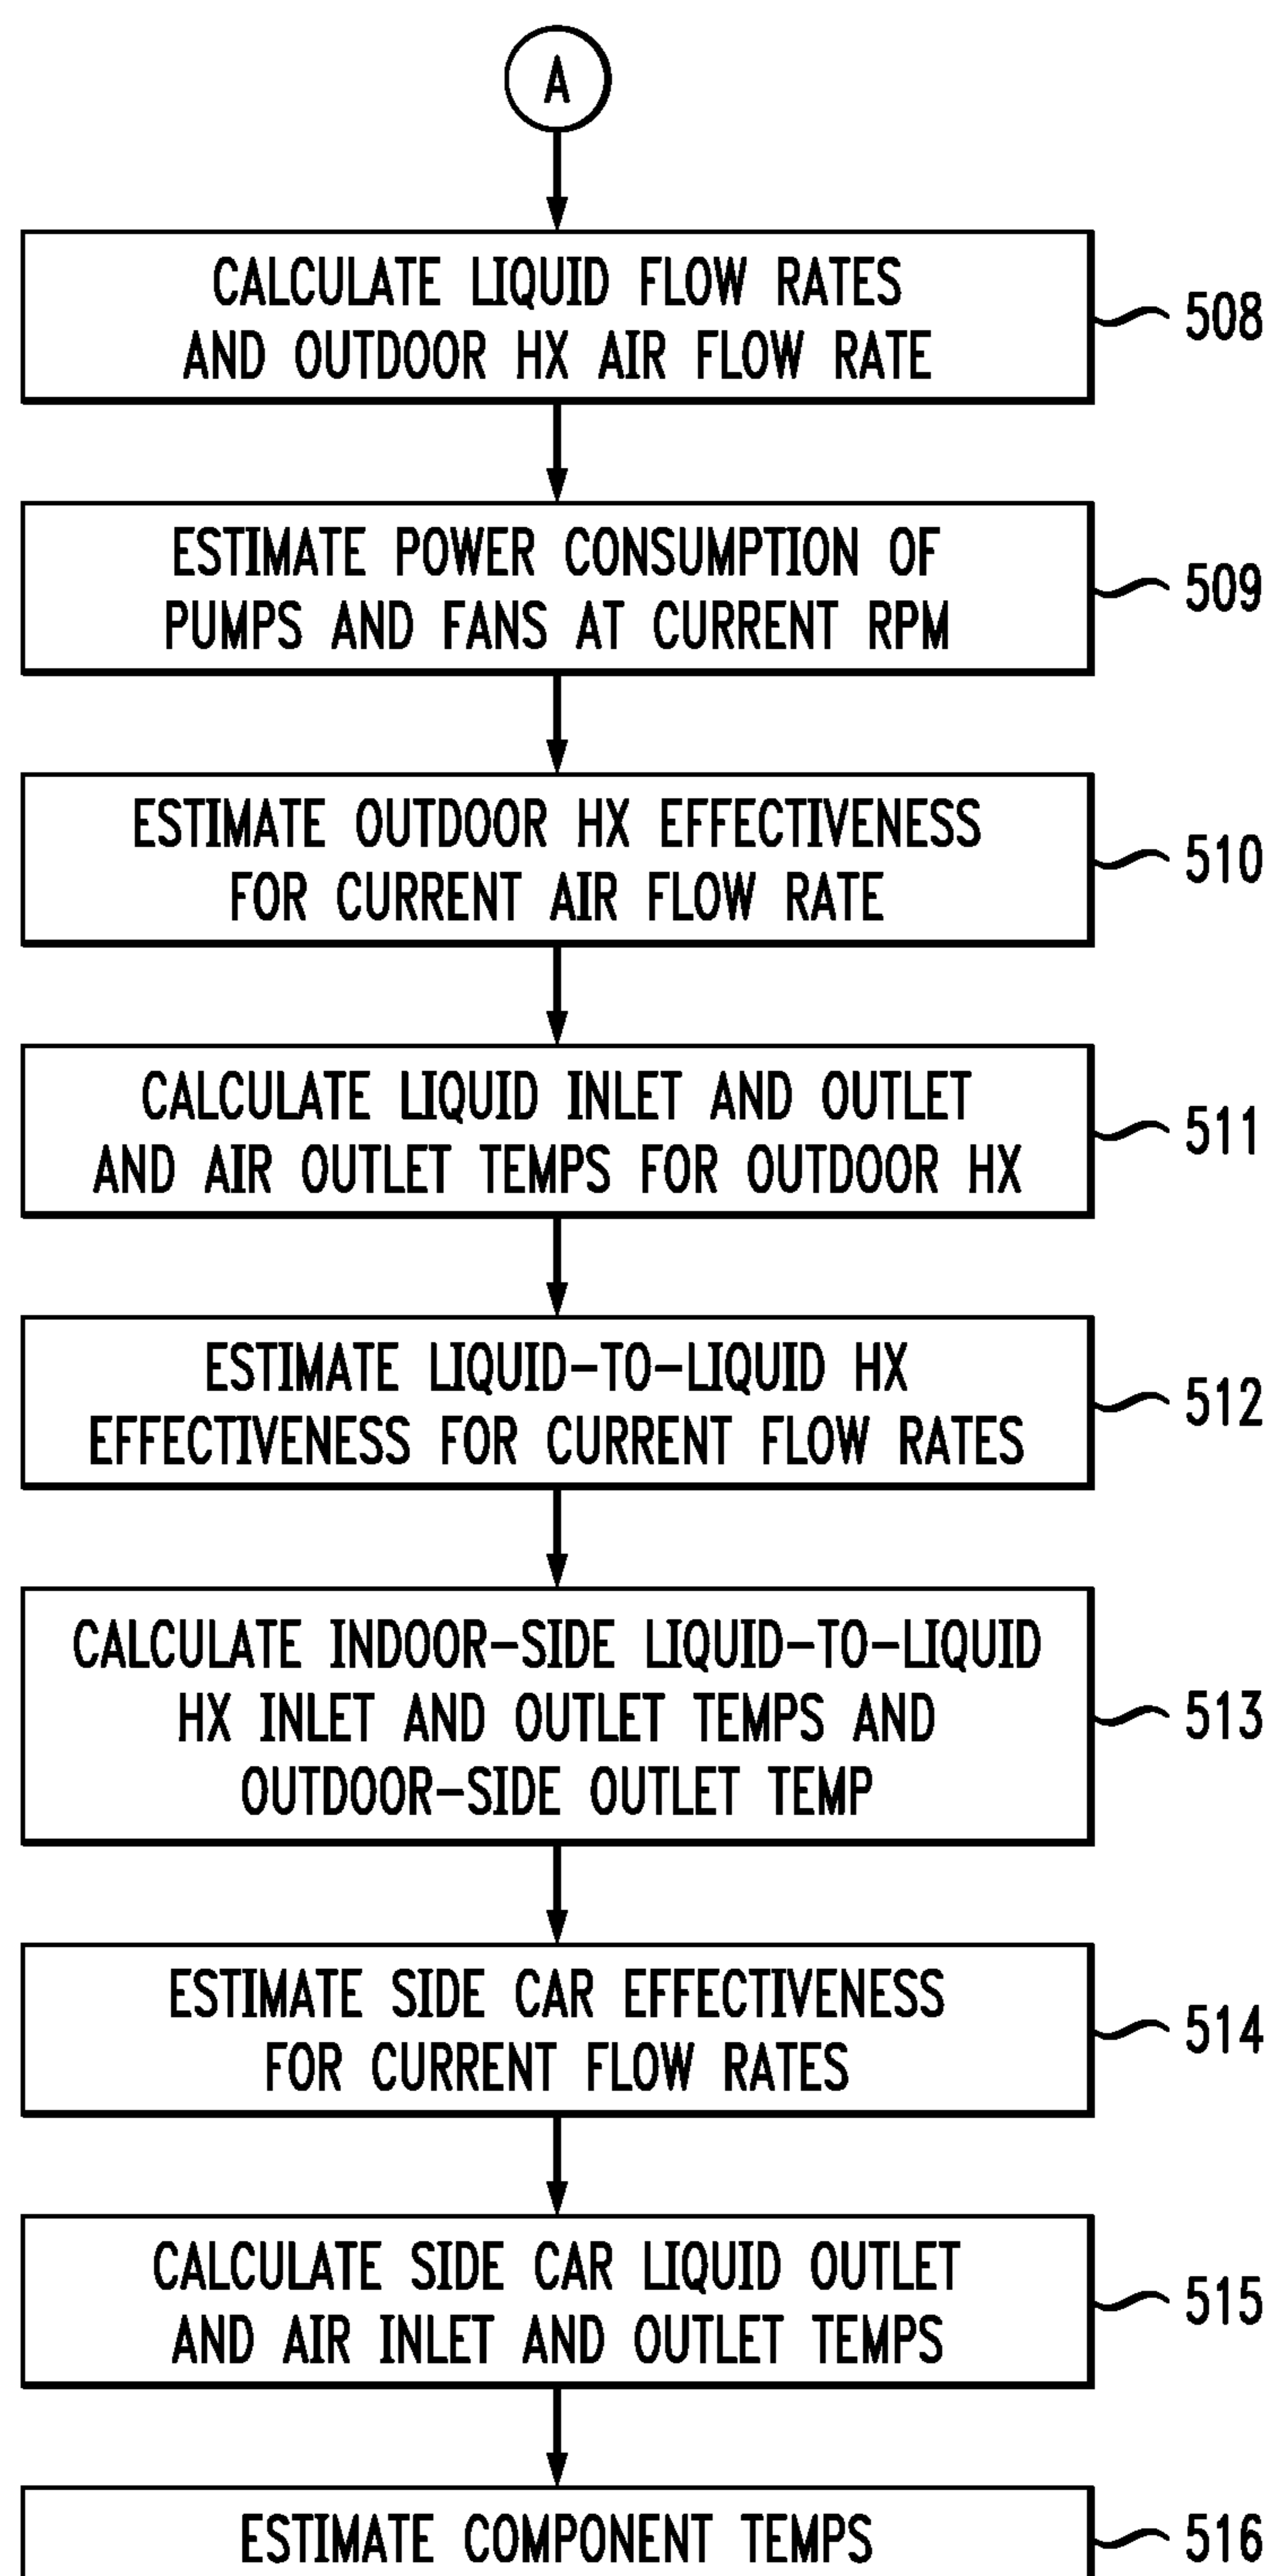 A
CALCULATE LIQUID FLOW RATES
AND OUTDOOR HX AIR FLOW RATE
508
ESTIMATE POWER CONSUMPTION OF
PUMPS AND FANS AT CURRENT RPM
509
ESTIMATE OUTDOOR HX EFFECTIVENESS
FOR CURRENT AIR FLOW RATE
510
CALCULATE LIQUID INLET AND OUTLET
AND AIR OUTLET TEMPS FOR OUTDOOR HX
511
ESTIMATE LIQUID-TO-LIQUID HX
EFFECTIVENESS FOR CURRENT FLOW RATES
512
CALCULATE INDOOR-SIDE LIQUID-TO-LIQUID
HX INLET AND OUTLET TEMPS AND
OUTDOOR-SIDE OUTLET TEMP
513
ESTIMATE SIDE CAR EFFECTIVENESS
FOR CURRENT FLOW RATES
514
CALCULATE SIDE CAR LIQUID OUTLET
AND AIR INLET AND OUTLET TEMPS
515
ESTIMATE COMPONENT TEMPS
516